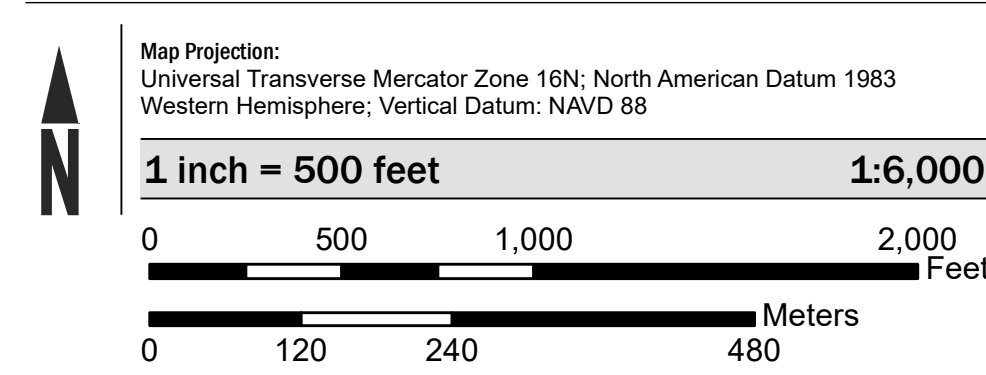 N
Map Projection:
Universal Transverse Mercator Zone 16N; North American Datum 1983
Western Hemisphere; Vertical Datum: NAVD 88
1 inch = 500 feet 1:6,000
0 500 1,000 2,000
Feet
Meters
0 120 240 480